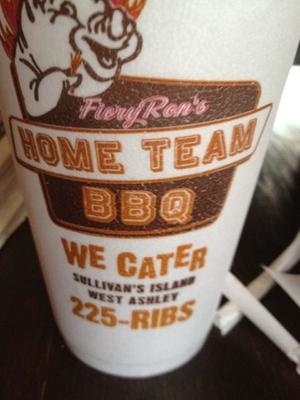 FieryRon's
HOME TEAM
BBQ
WE CATER
SULLIVAN'S ISLAND
WEST ASHLEY
225-RIBS